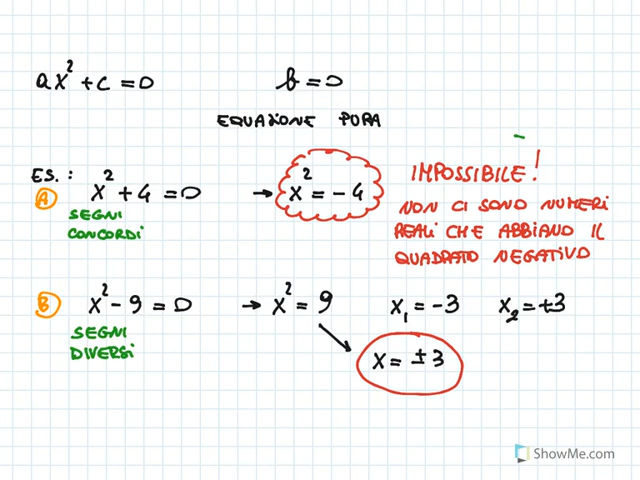 ax² + c = 0
b = 0
EQUAZIONE PURA
ES. :
A x² + 4 = 0 → x² = - 4
SEGNI
CONCORDI
IMPOSSIBILE!
NON CI SONO NUMERI
REALI CHE ABBIANO IL
QUADRATO NEGATIVO
B x² - 9 = 0 → x² = 9 x₁ = -3 x₂ = +3
SEGNI
DIVERSI
x = ± 3
ShowMe.com